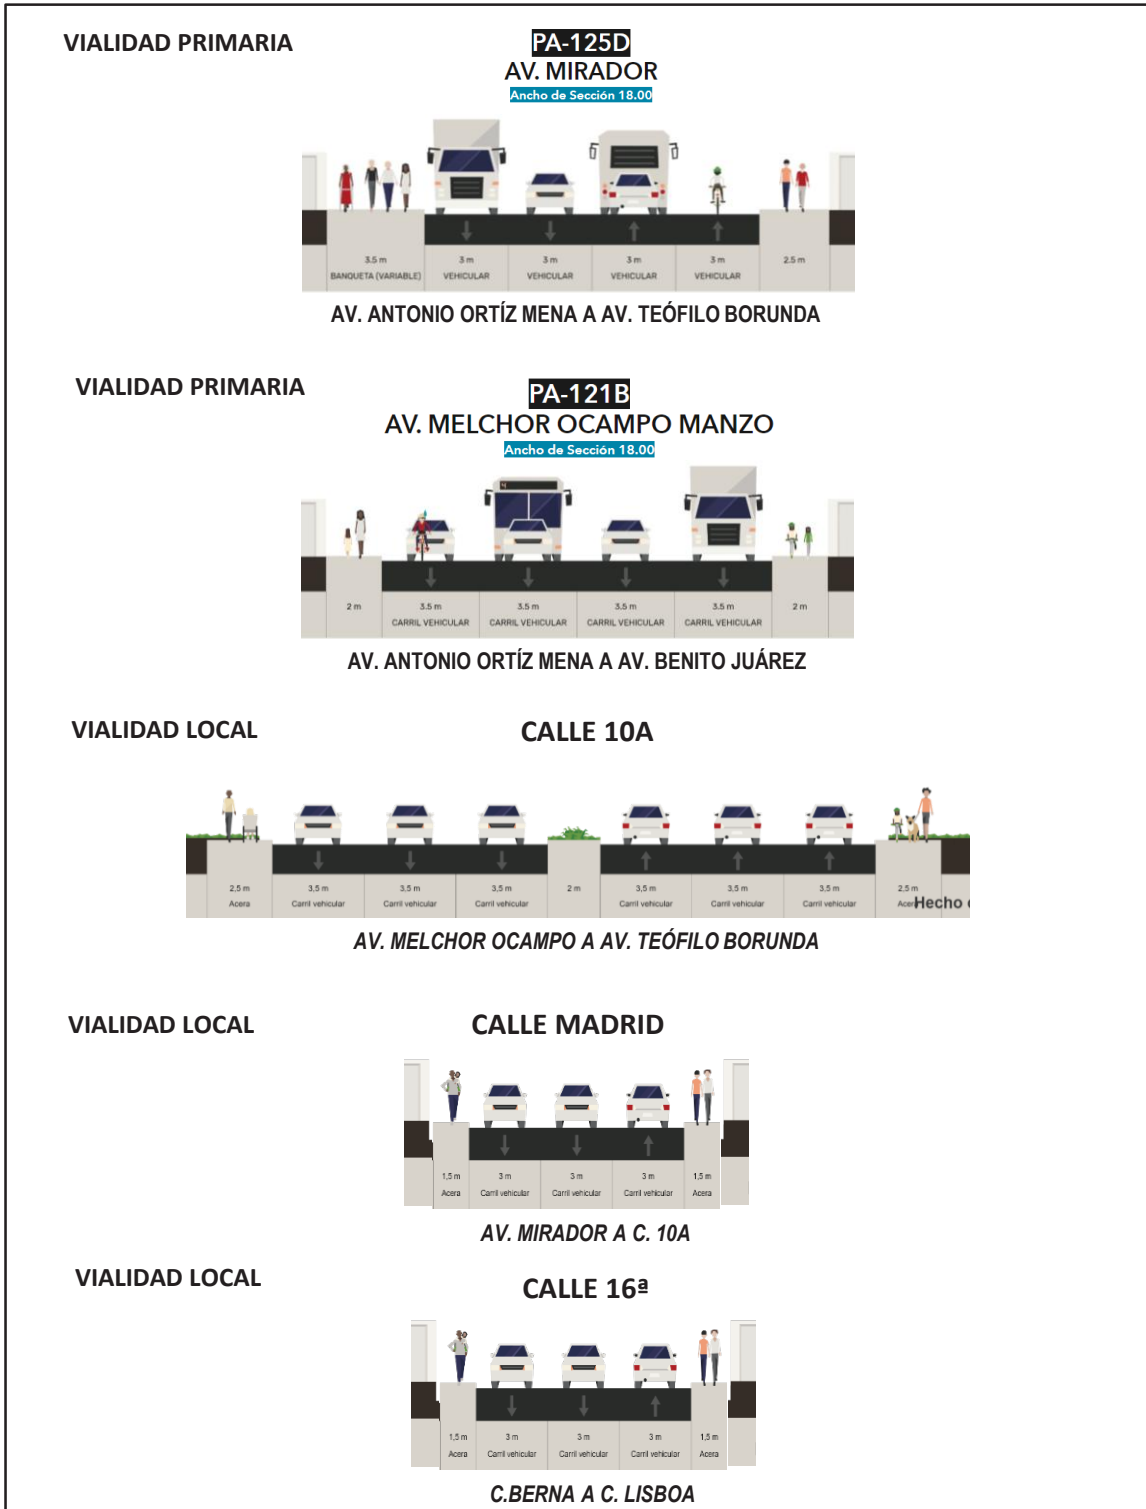 VIALIDAD PRIMARIA
PA-125D
AV. MIRADOR
Ancho de Sección 18.00
3.5 m 3 m 3 m 3 m 3 m 2.5 m
BANQUETA (VARIABLE) VEHICULAR VEHICULAR VEHICULAR VEHICULAR
AV. ANTONIO ORTÍZ MENA A AV. TEÓFILO BORUNDA
VIALIDAD PRIMARIA
PA-121B
AV. MELCHOR OCAMPO MANZO
Ancho de Sección 18.00
2 m 3.5 m 3.5 m 3.5 m 3.5 m 2 m
CARRIL VEHICULAR CARRIL VEHICULAR CARRIL VEHICULAR CARRIL VEHICULAR
AV. ANTONIO ORTÍZ MENA A AV. BENITO JUÁREZ
VIALIDAD LOCAL
CALLE 10A
2,5 m 3,5 m 3,5 m 3,5 m 2 m 3,5 m 3,5 m 3,5 m 2,5 m
Acera Carril vehicular Carril vehicular Carril vehicular Carril vehicular Carril vehicular Carril vehicular Acer Hecho
AV. MELCHOR OCAMPO A AV. TEÓFILO BORUNDA
VIALIDAD LOCAL
CALLE MADRID
1,5 m 3 m 3 m 3 m 1,5 m
Acera Carril vehicular Carril vehicular Carril vehicular Acera
AV. MIRADOR A C. 10A
VIALIDAD LOCAL
CALLE 16ª
1,5 m 3 m 3 m 3 m 1,5 m
Acera Carril vehicular Carril vehicular Carril vehicular Acera
C.BERNA A C. LISBOA